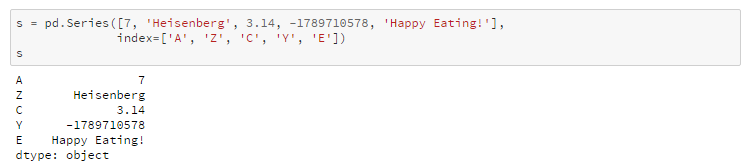 s = pd.Series([7, 'Heisenberg', 3.14, -1789710578, 'Happy Eating!'],
index=['A', 'Z', 'C', 'Y', 'E'])
s
A 7
Z Heisenberg
C 3.14
Y -1789710578
E Happy Eating!
dtype: object